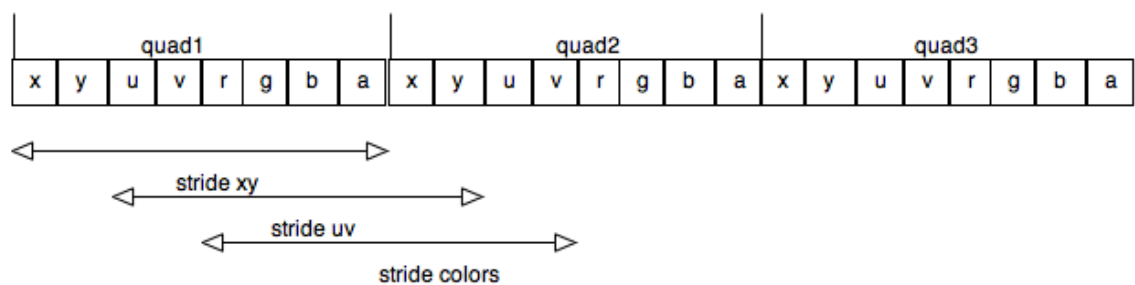 quad1 quad2 quad3
x y u v r g b a x y u v r g b a x y u v r g b a
stride xy
stride uv
stride colors